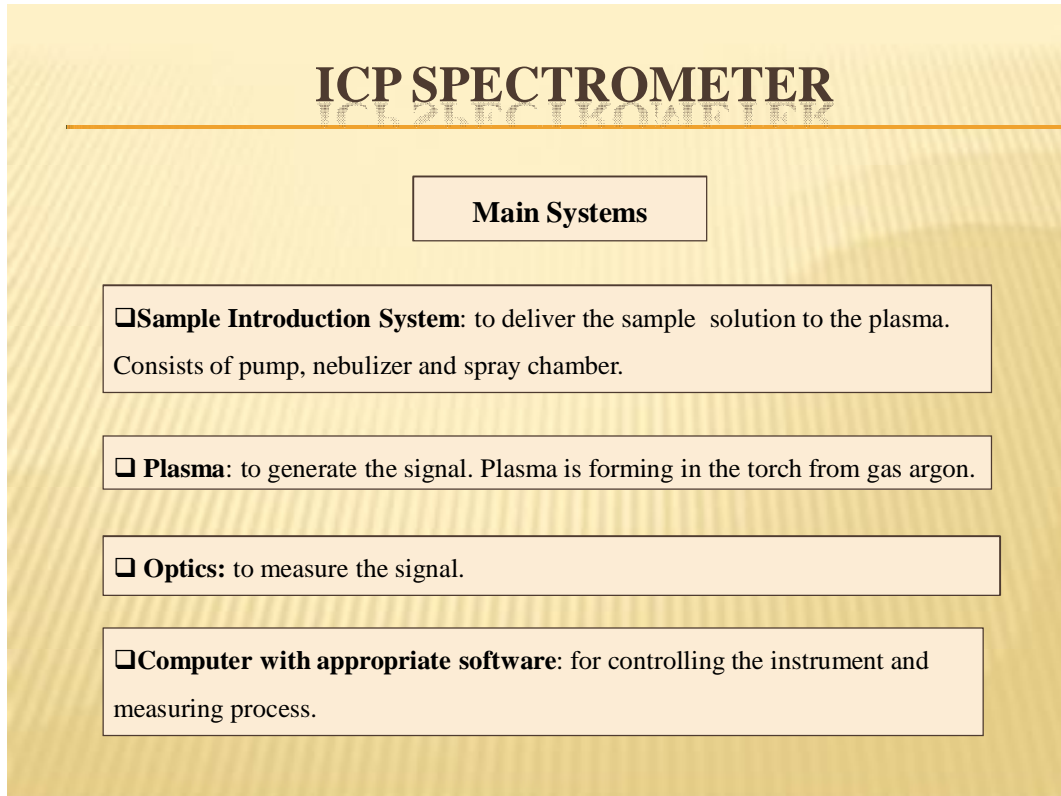 ICP SPECTROMETER
Main Systems
❑Sample Introduction System: to deliver the sample solution to the plasma.
Consists of pump, nebulizer and spray chamber.
❑ Plasma: to generate the signal. Plasma is forming in the torch from gas argon.
❑ Optics: to measure the signal.
❑Computer with appropriate software: for controlling the instrument and
measuring process.